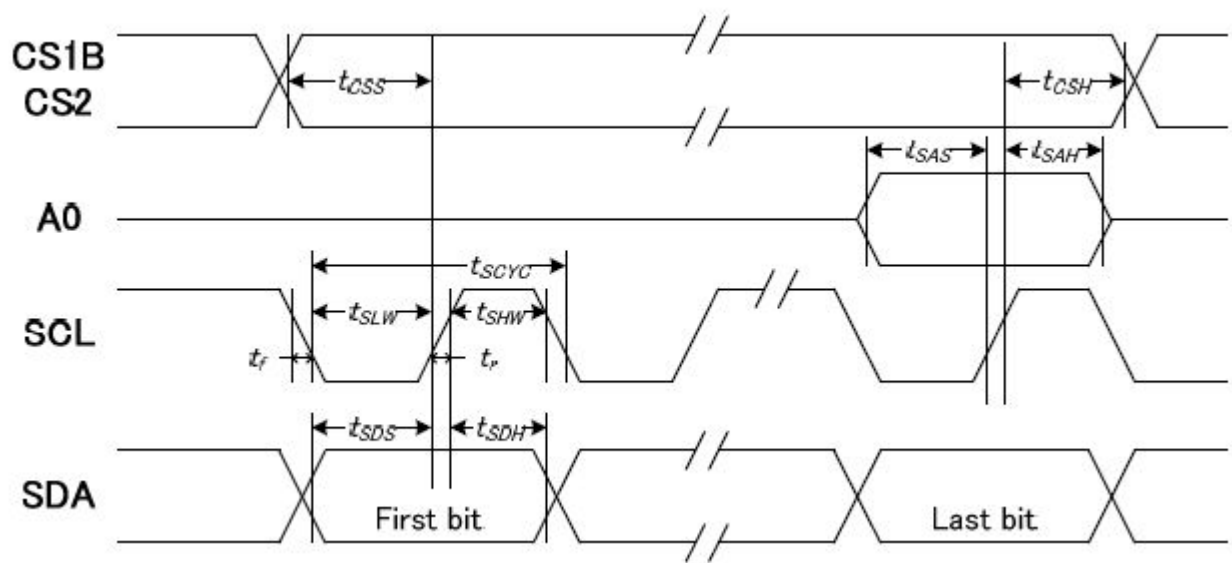 CS1B
CS2
tCSS
tCSH
tSAS
tSAH
A0
tSCYC
SCL
tSLW
tSHW
tf
tr
tSDS
tSDH
SDA
First bit
Last bit